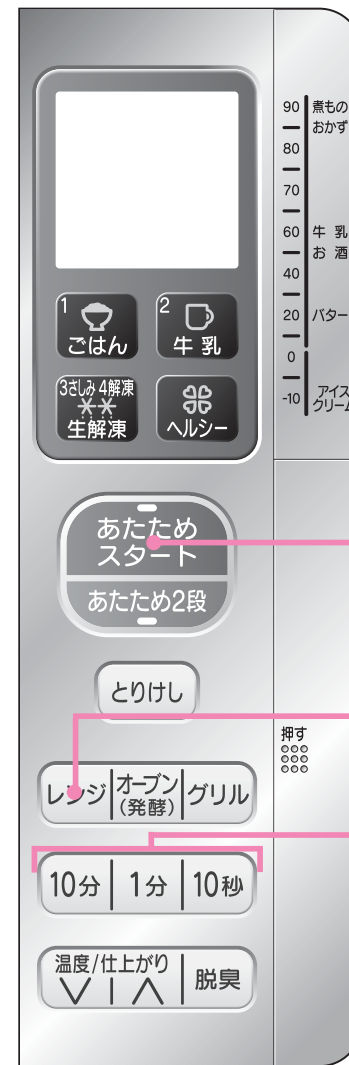 1
ごはん
2
牛乳
3さしみ 4解凍
生解凍
ヘルシー
あたため
スタート
あたため2段
とりけし
レンジ
オーブン
(発酵)
グリル
10分
1分
10秒
温度/仕上がり
脱臭
90 煮もの
おかず
80
70
60 牛乳
お酒
40
20 バター
0
-10 アイス
クリーム
押す